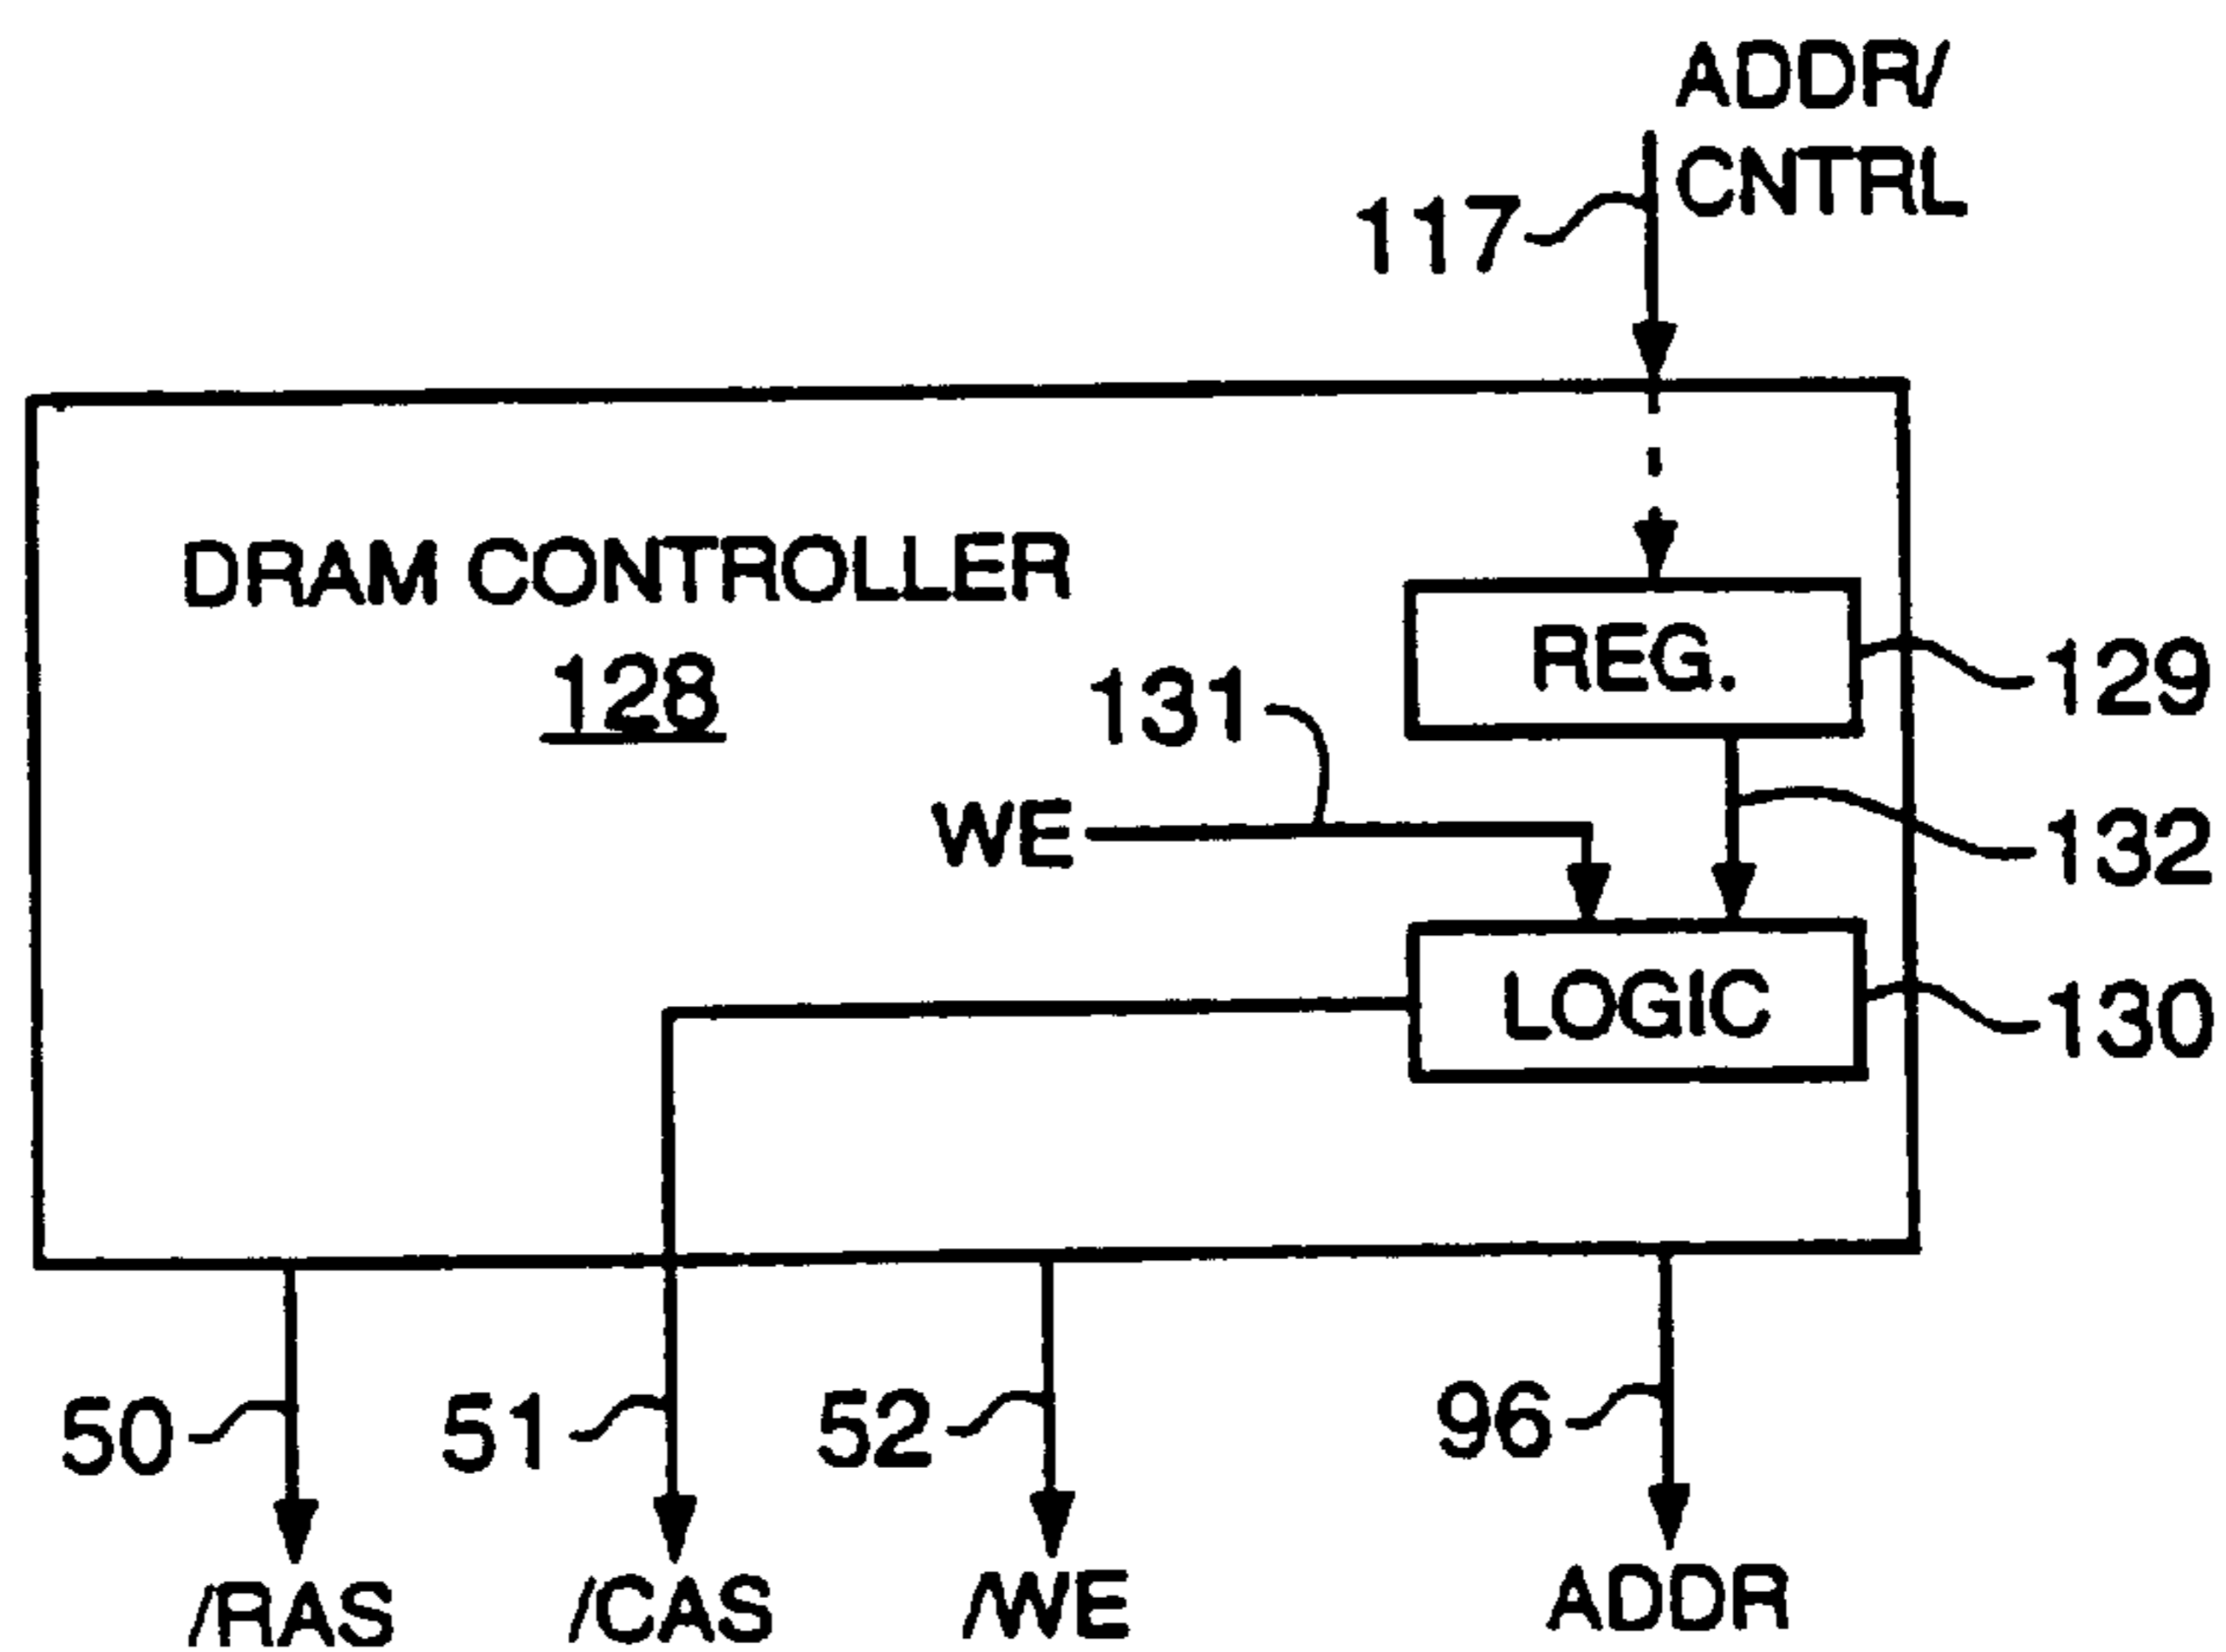 ADDR/
CNTRL
117
DRAM CONTROLLER
128
REG.
129
131
WE
132
LOGIC
130
50
51
52
96
/RAS
/CAS
/WE
ADDR